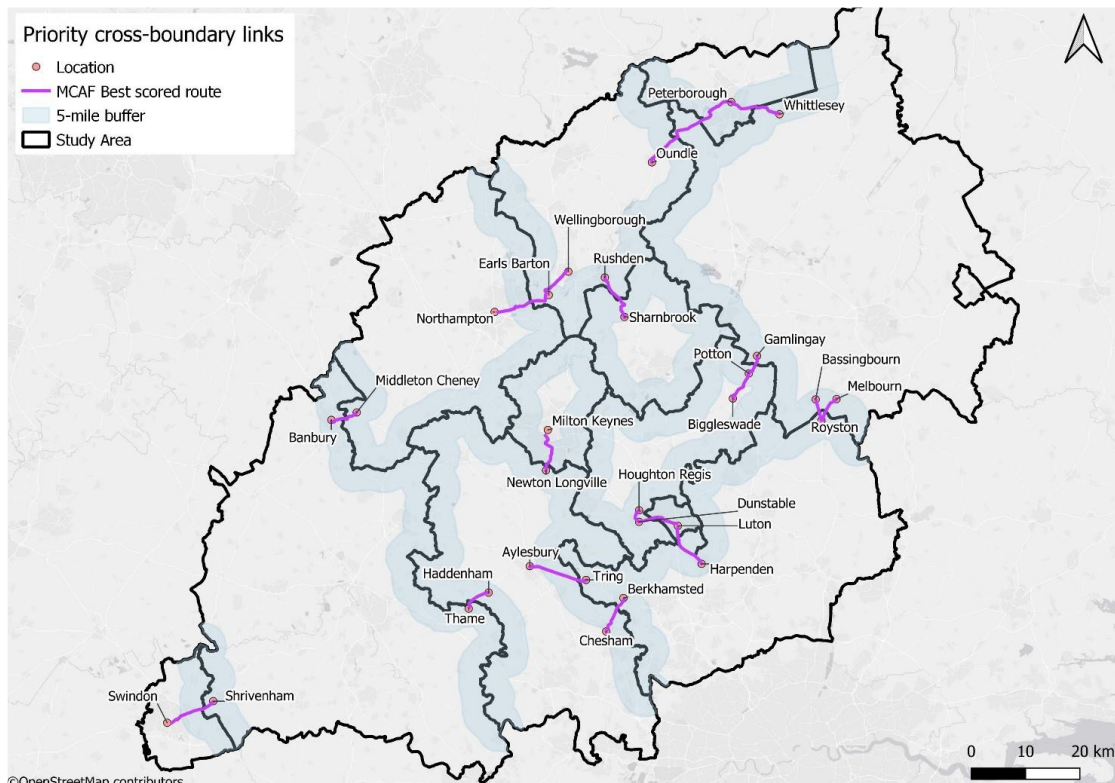 Priority cross-boundary links
Location
MCAF Best scored route
5-mile buffer
Study Area
Peterborough
Whittlesey
Oundle
Wellingborough
Earls Barton
Rushden
Northampton
Sharnbrook
Gamlingay
Potton
Bassingbourn
Middleton Cheney
Melbourn
Milton Keynes
Biggleswade
Royston
Banbury
Newton Longville
Houghton Regis
Dunstable
Luton
Aylesbury
Harpenden
Haddenham
Tring
Berkhamsted
Thame
Chesham
Swindon
Shrivenham
0 10 20 km
©OpenStreetMap contributors